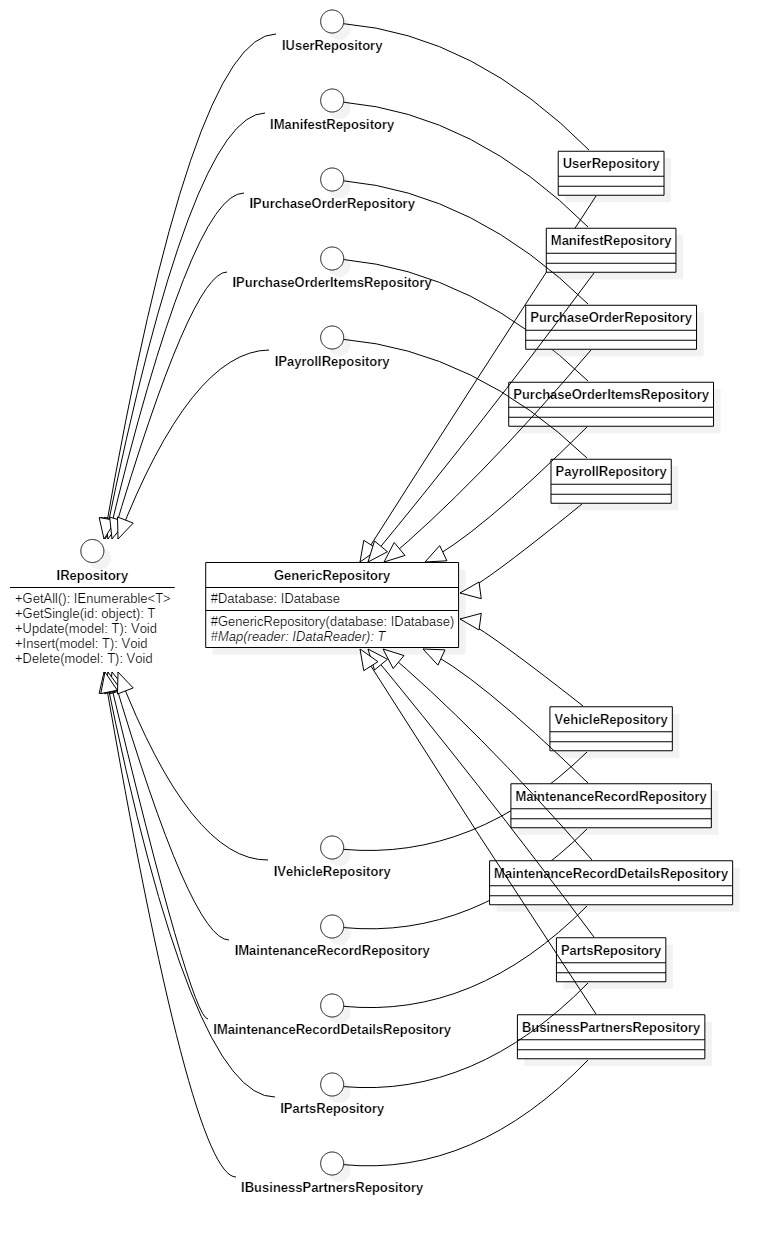 IUserRepository
IManifestRepository
UserRepository
IPurchaseOrderRepository
ManifestRepository
IPurchaseOrderItemsRepository
PurchaseOrderRepository
IPayrollRepository
PurchaseOrderItemsRepository
PayrollRepository
IRepository
+GetAll(): IEnumerable<T>
+GetSingle(id: object): T
+Update(model: T): Void
+Insert(model: T): Void
+Delete(model: T): Void
GenericRepository
#Database: IDatabase
#GenericRepository(database: IDatabase)
#Map(reader: IDataReader): T
VehicleRepository
MaintenanceRecordRepository
IVehicleRepository
MaintenanceRecordDetailsRepository
IMaintenanceRecordRepository
PartsRepository
IMaintenanceRecordDetailsRepository
BusinessPartnersRepository
IPartsRepository
IBusinessPartnersRepository